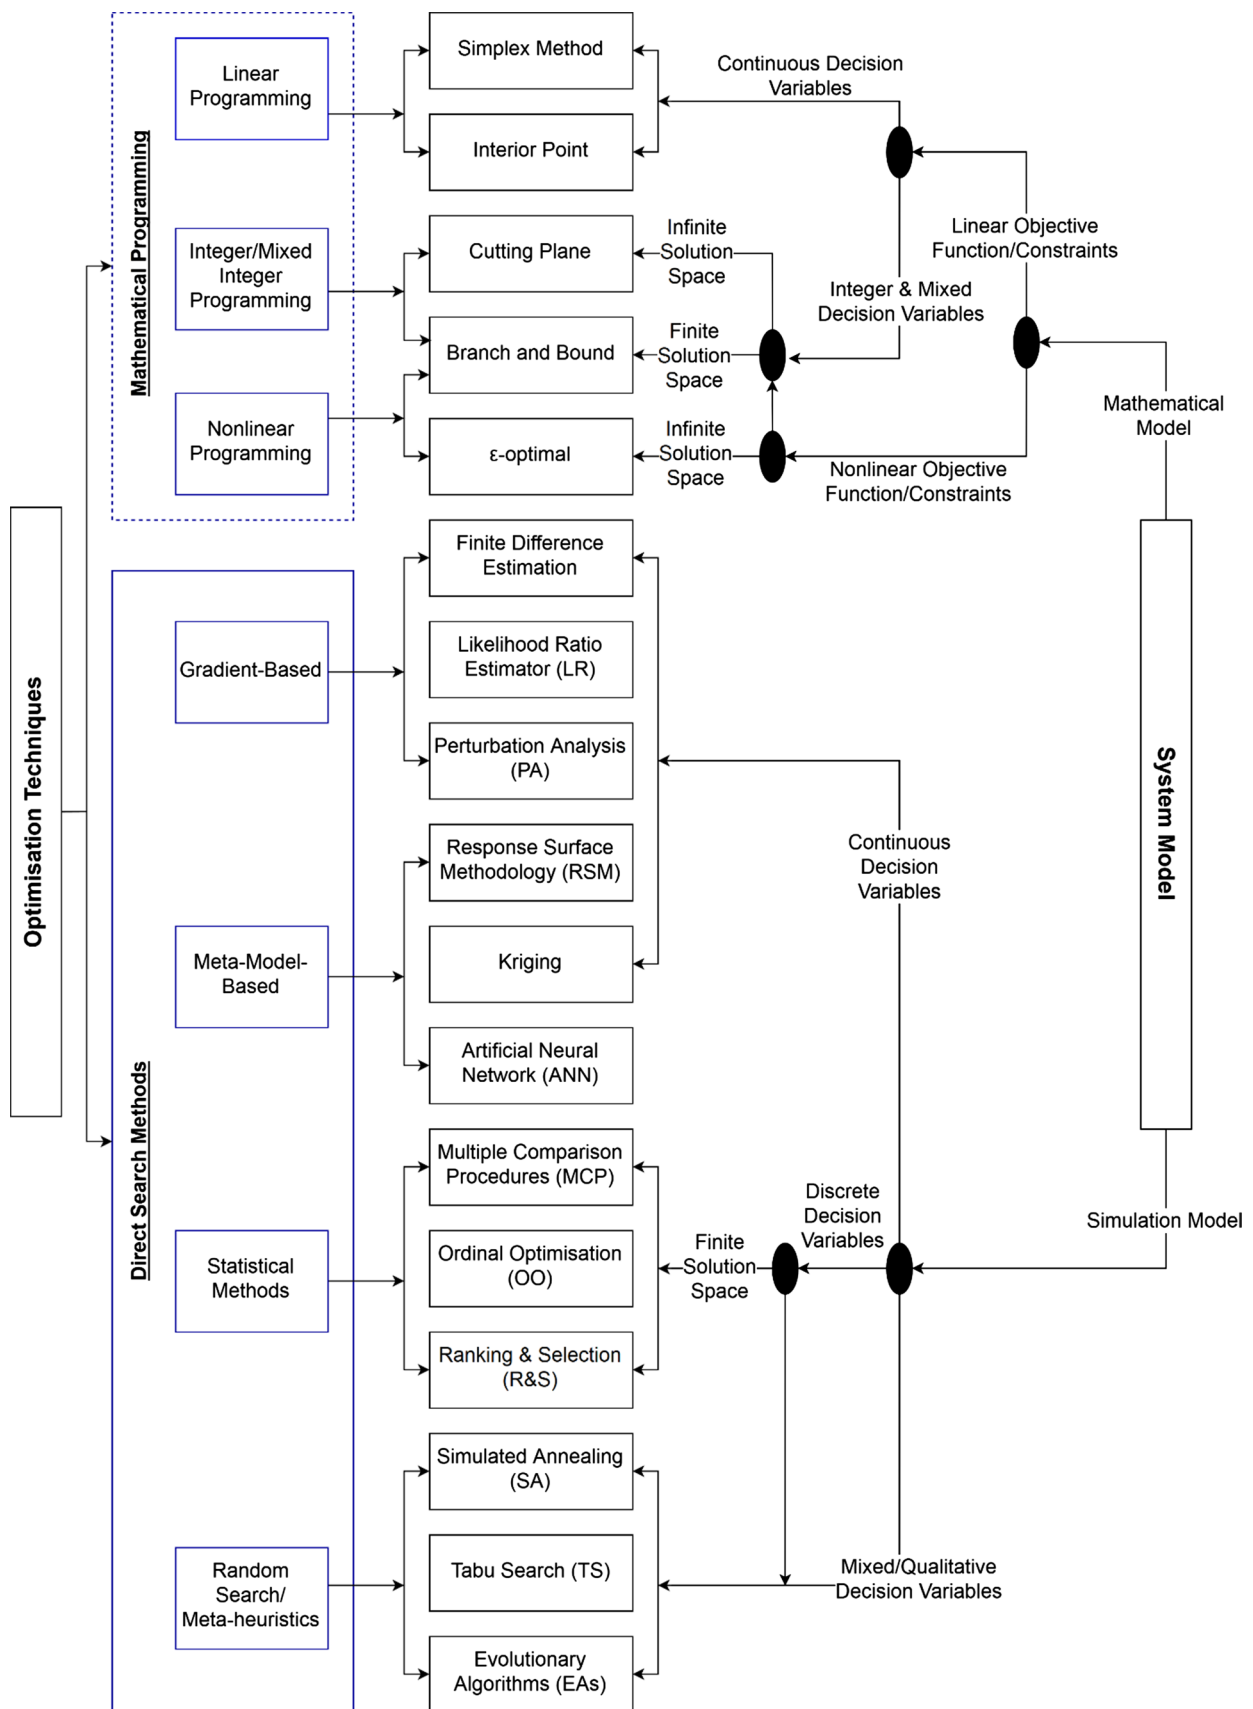 Optimisation Techniques
Mathematical Programming
Linear
Programming
Integer/Mixed
Integer
Programming
Nonlinear
Programming
Direct Search Methods
Gradient-Based
Meta-Model-
Based
Statistical
Methods
Random
Search/
Meta-heuristics
Simplex Method
Interior Point
Cutting Plane
Branch and Bound
ε-optimal
Finite Difference
Estimation
Likelihood Ratio
Estimator (LR)
Perturbation Analysis
(PA)
Response Surface
Methodology (RSM)
Kriging
Artificial Neural
Network (ANN)
Multiple Comparison
Procedures (MCP)
Ordinal Optimisation
(OO)
Ranking & Selection
(R&S)
Simulated Annealing
(SA)
Tabu Search (TS)
Evolutionary
Algorithms (EAs)
Continuous Decision
Variables
Infinite
Solution
Space
Finite
Solution
Space
Infinite
Solution
Space
Integer & Mixed
Decision Variables
Linear Objective
Function/Constraints
Nonlinear Objective
Function/Constraints
Mathematical
Model
System Model
Continuous
Decision
Variables
Discrete
Decision
Variables
Finite
Solution
Space
Simulation Model
Mixed/Qualitative
Decision Variables